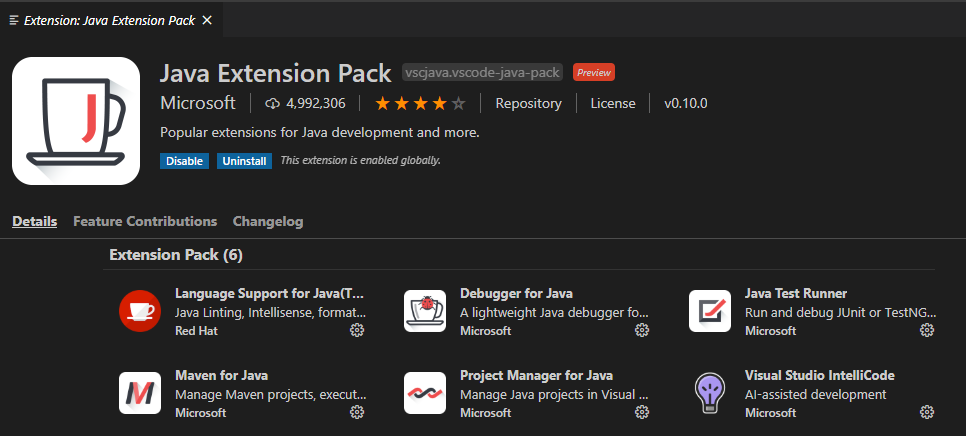 Extension: Java Extension Pack
Java Extension Pack vscjava.vscode-java-pack Preview
Microsoft 4,992,306 Repository License v0.10.0
Popular extensions for Java development and more.
Disable Uninstall This extension is enabled globally.
Details Feature Contributions Changelog
Extension Pack (6)
Language Support for Java(T...
Java Linting, Intellisense, format...
Red Hat
Debugger for Java
A lightweight Java debugger fo...
Microsoft
Java Test Runner
Run and debug JUnit or TestNG...
Microsoft
Maven for Java
Manage Maven projects, execut...
Microsoft
Project Manager for Java
Manage Java projects in Visual ...
Microsoft
Visual Studio IntelliCode
AI-assisted development
Microsoft